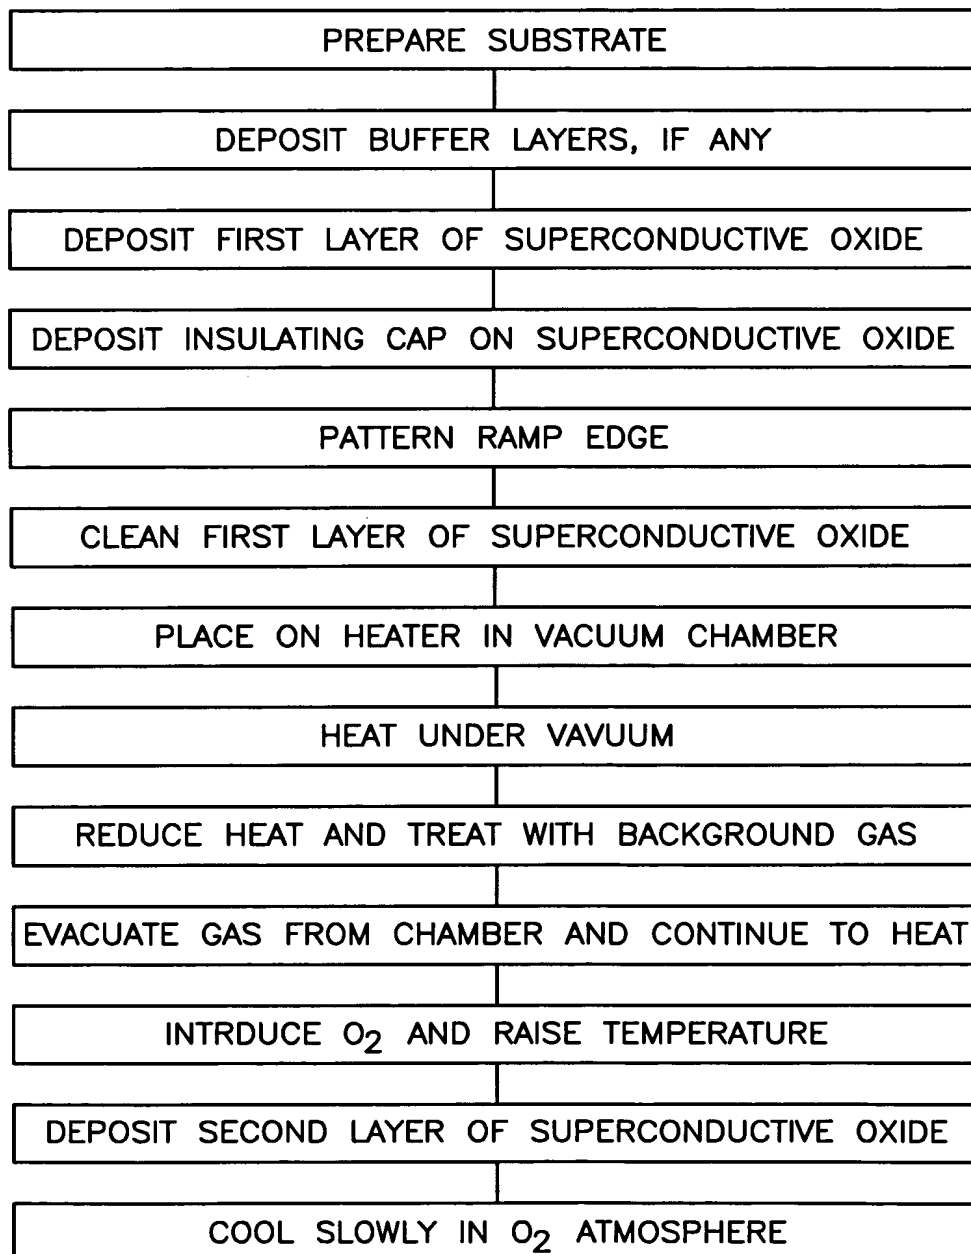 PREPARE SUBSTRATE
DEPOSIT BUFFER LAYERS, IF ANY
DEPOSIT FIRST LAYER OF SUPERCONDUCTIVE OXIDE
DEPOSIT INSULATING CAP ON SUPERCONDUCTIVE OXIDE
PATTERN RAMP EDGE
CLEAN FIRST LAYER OF SUPERCONDUCTIVE OXIDE
PLACE ON HEATER IN VACUUM CHAMBER
HEAT UNDER VAVUUM
REDUCE HEAT AND TREAT WITH BACKGROUND GAS
EVACUATE GAS FROM CHAMBER AND CONTINUE TO HEAT
INTRDUCE O₂ AND RAISE TEMPERATURE
DEPOSIT SECOND LAYER OF SUPERCONDUCTIVE OXIDE
COOL SLOWLY IN O₂ ATMOSPHERE